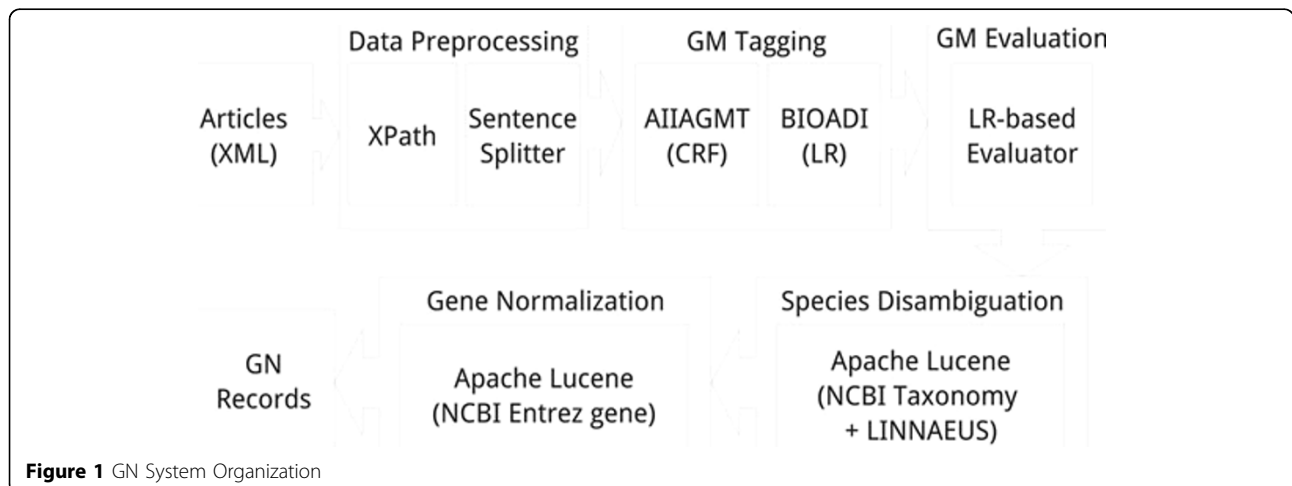 Data Preprocessing
GM Tagging
GM Evaluation
Articles
(XML)
XPath
Sentence
Splitter
AIIAGMT
(CRF)
BIOADI
(LR)
LR-based
Evaluator
Species Disambiguation
Apache Lucene
(NCBI Taxonomy
+ LINNAEUS)
Gene Normalization
Apache Lucene
(NCBI Entrez gene)
GN
Records
Figure 1 GN System Organization